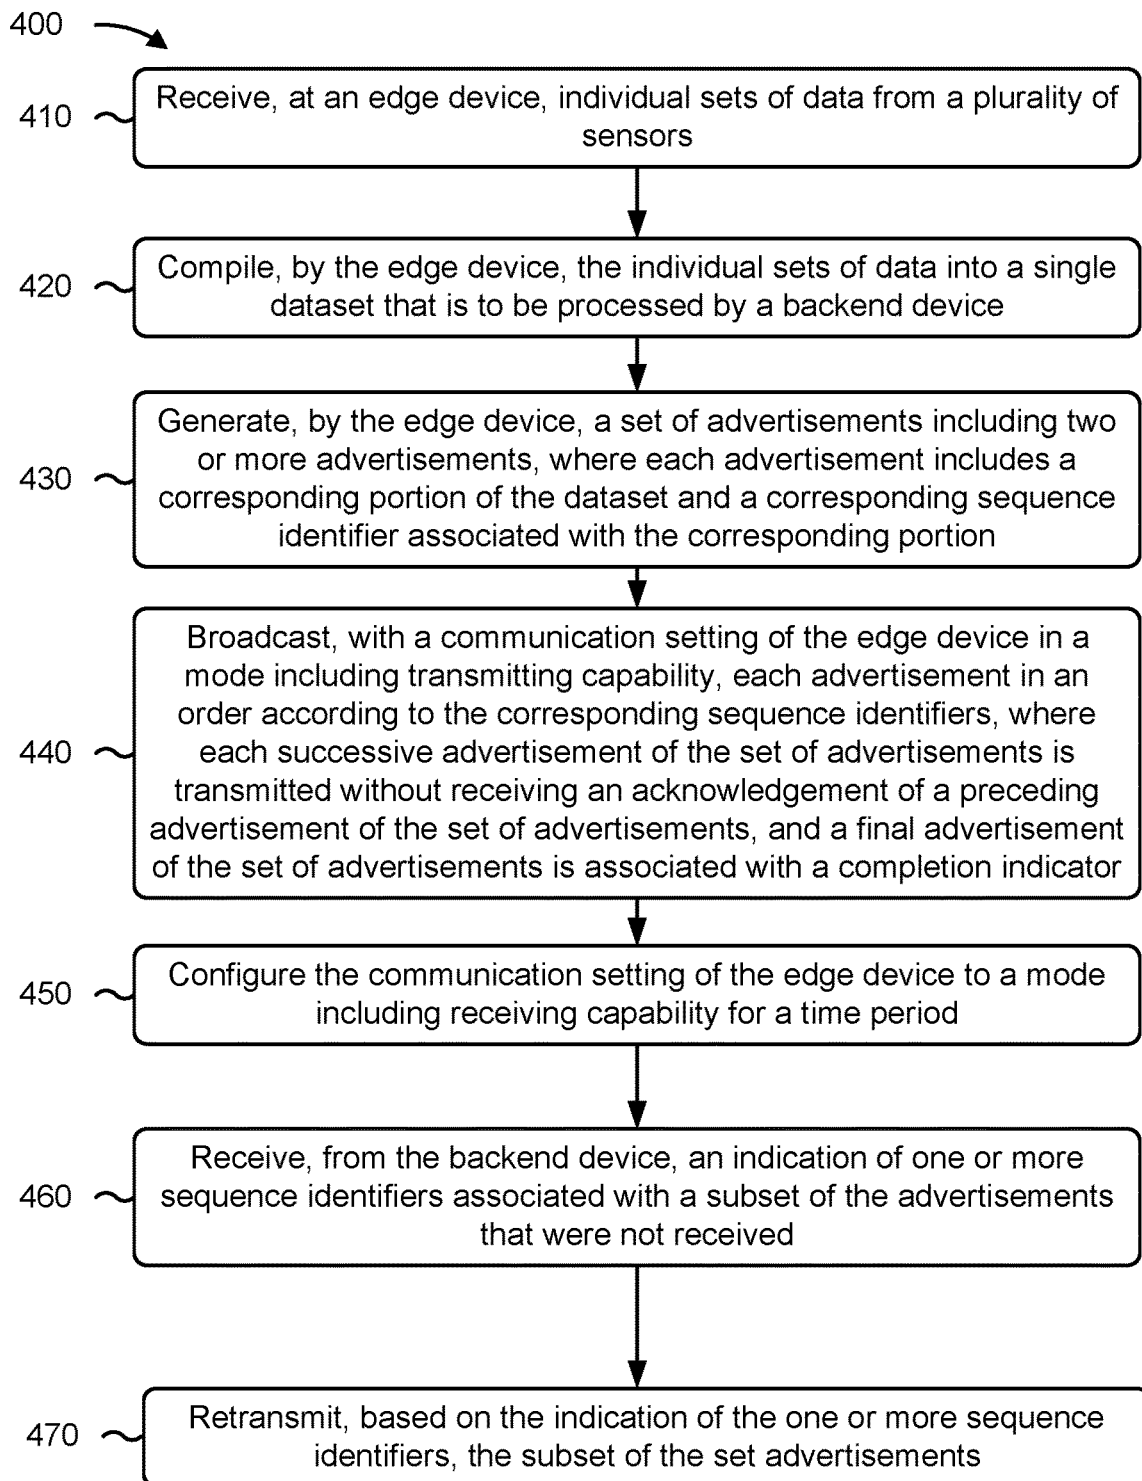 400
410
Receive, at an edge device, individual sets of data from a plurality of
sensors
420
Compile, by the edge device, the individual sets of data into a single
dataset that is to be processed by a backend device
430
Generate, by the edge device, a set of advertisements including two
or more advertisements, where each advertisement includes a
corresponding portion of the dataset and a corresponding sequence
identifier associated with the corresponding portion
440
Broadcast, with a communication setting of the edge device in a
mode including transmitting capability, each advertisement in an
order according to the corresponding sequence identifiers, where
each successive advertisement of the set of advertisements is
transmitted without receiving an acknowledgement of a preceding
advertisement of the set of advertisements, and a final advertisement
of the set of advertisements is associated with a completion indicator
450
Configure the communication setting of the edge device to a mode
including receiving capability for a time period
460
Receive, from the backend device, an indication of one or more
sequence identifiers associated with a subset of the advertisements
that were not received
470
Retransmit, based on the indication of the one or more sequence
identifiers, the subset of the set advertisements